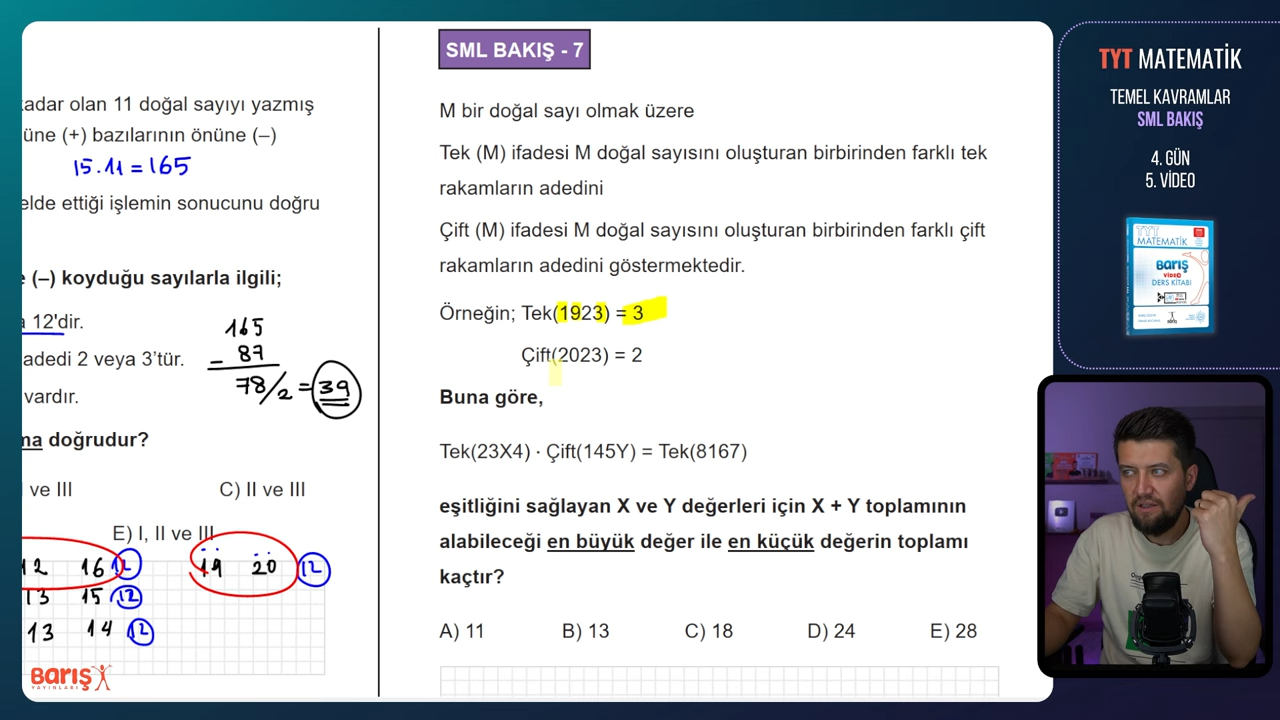 kadar olan 11 doğal sayıyı yazmış
üne (+) bazılarının önüne (–)
15.11 = 165
elde ettiği işlemin sonucunu doğru
e (–) koyduğu sayılarla ilgili;
a 12'dir.
adedi 2 veya 3'tür.
vardır.
165
- 87
78/2 = 39
ma doğrudur?
I ve III
C) II ve III
E) I, II ve III
12 16 12
13 15 12
13 14 12
19 20 12
BARIŞ
YAYINLARI
SML BAKIŞ - 7
M bir doğal sayı olmak üzere
Tek (M) ifadesi M doğal sayısını oluşturan birbirinden farklı tek
rakamların adedini
Çift (M) ifadesi M doğal sayısını oluşturan birbirinden farklı çift
rakamların adedini göstermektedir.
Örneğin; Tek(1923) = 3
Çift(2023) = 2
Buna göre,
Tek(23X4) · Çift(145Y) = Tek(8167)
eşitliğini sağlayan X ve Y değerleri için X + Y toplamının
alabileceği en büyük değer ile en küçük değerin toplamı
kaçtır?
A) 11 B) 13 C) 18 D) 24 E) 28
TYT MATEMATİK
TEMEL KAVRAMLAR
SML BAKIŞ
4. GÜN
5. VİDEO
TYT
MATEMATİK
BARIŞ
VİDEO
DERS KİTABI